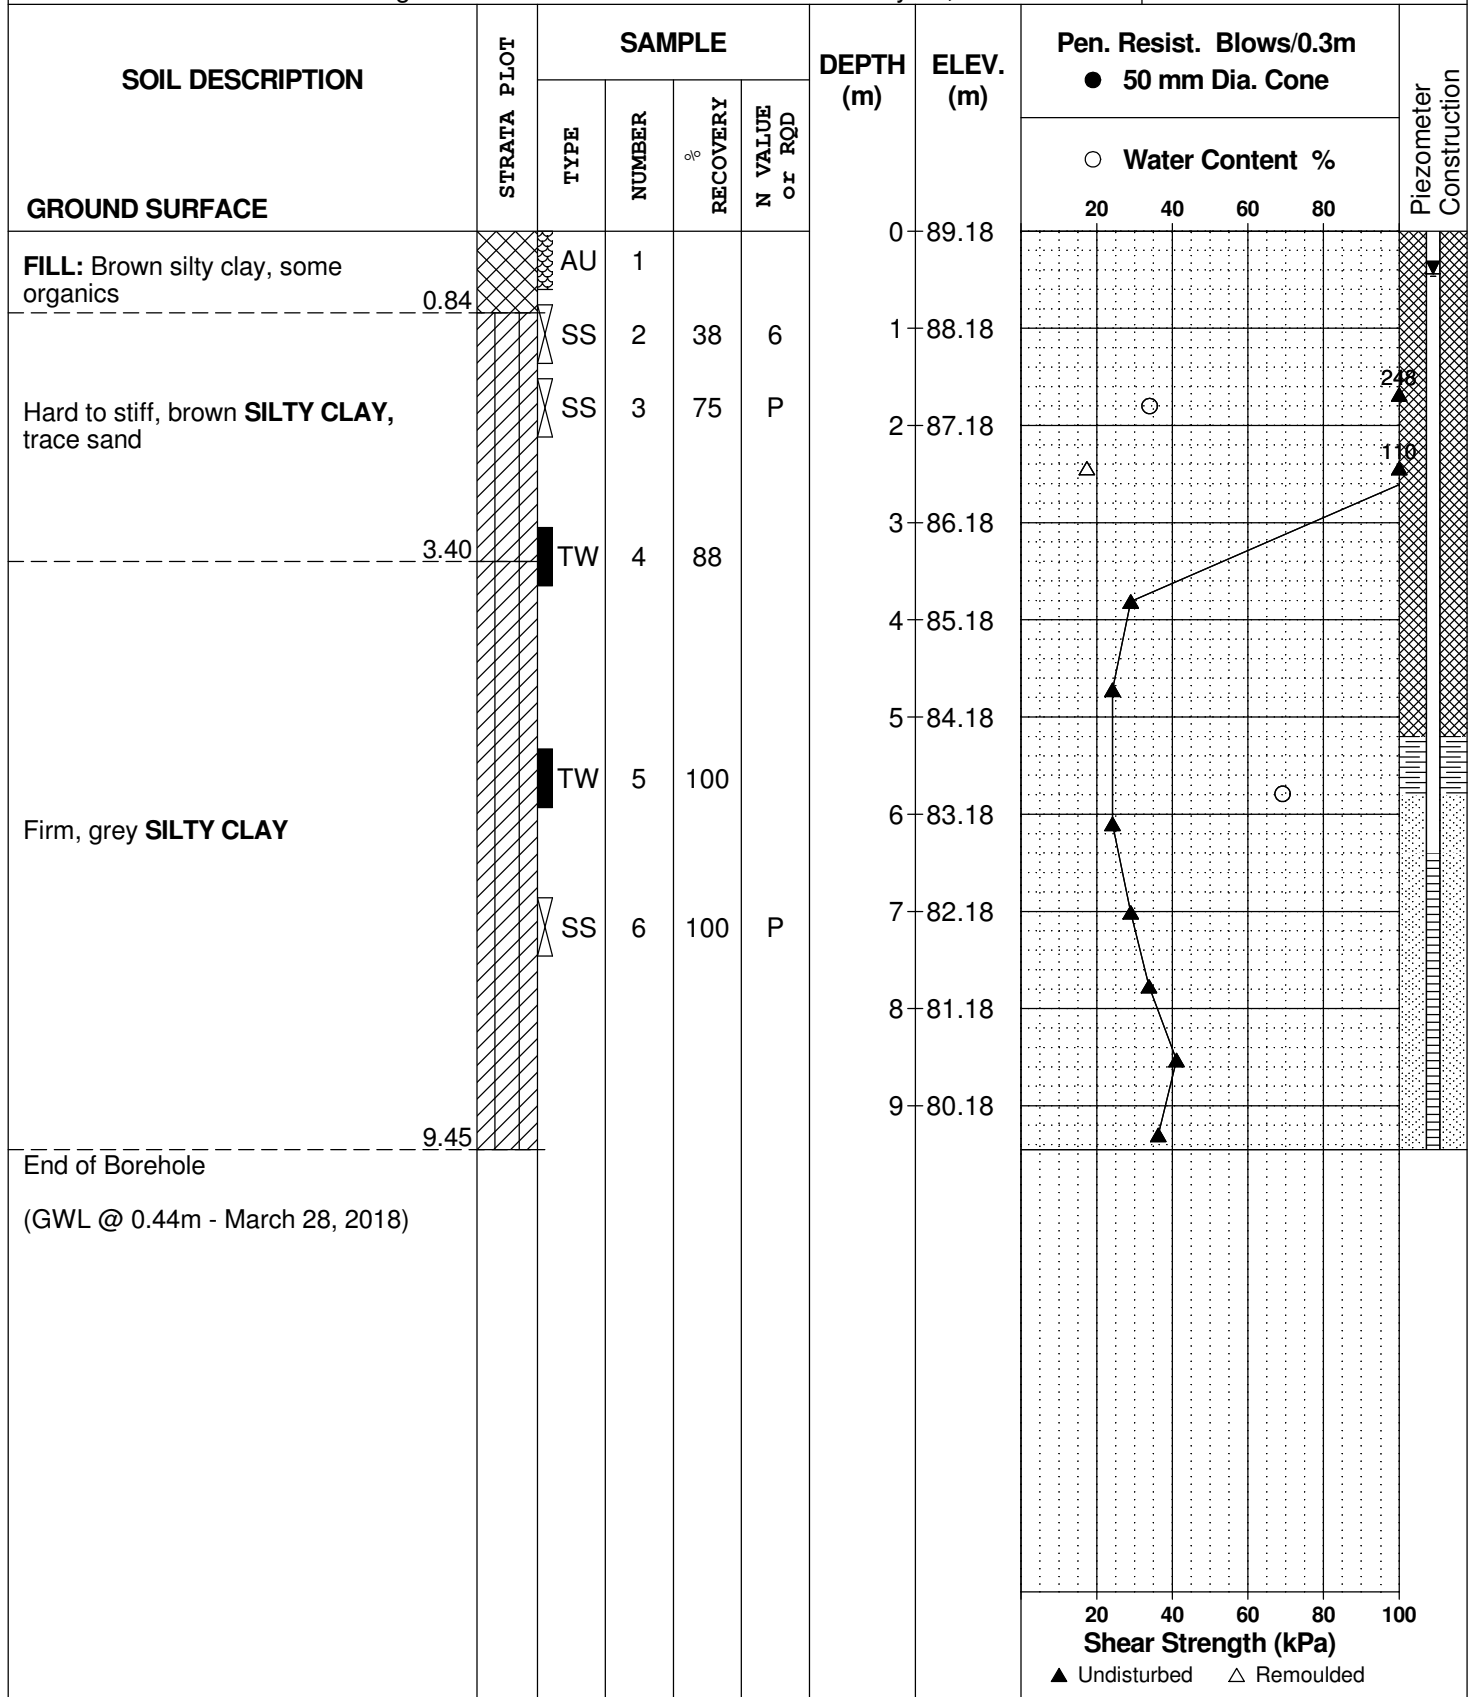 SOIL DESCRIPTION
GROUND SURFACE
STRATA PLOT
SAMPLE
TYPE
NUMBER
%
RECOVERY
N VALUE
or RQD
DEPTH
(m)
ELEV.
(m)
Pen. Resist. Blows/0.3m
● 50 mm Dia. Cone
○ Water Content %
20 40 60 80
Piezometer
Construction
0 89.18
FILL: Brown silty clay, some
organics
0.84
AU 1
SS 2 38 6
1 88.18
248
Hard to stiff, brown SILTY CLAY,
trace sand
SS 3 75 P
2 87.18
110
3 86.18
3.40
TW 4 88
4 85.18
5 84.18
TW 5 100
6 83.18
Firm, grey SILTY CLAY
7 82.18
SS 6 100 P
8 81.18
9 80.18
9.45
End of Borehole
(GWL @ 0.44m - March 28, 2018)
20 40 60 80 100
Shear Strength (kPa)
▲ Undisturbed △ Remoulded